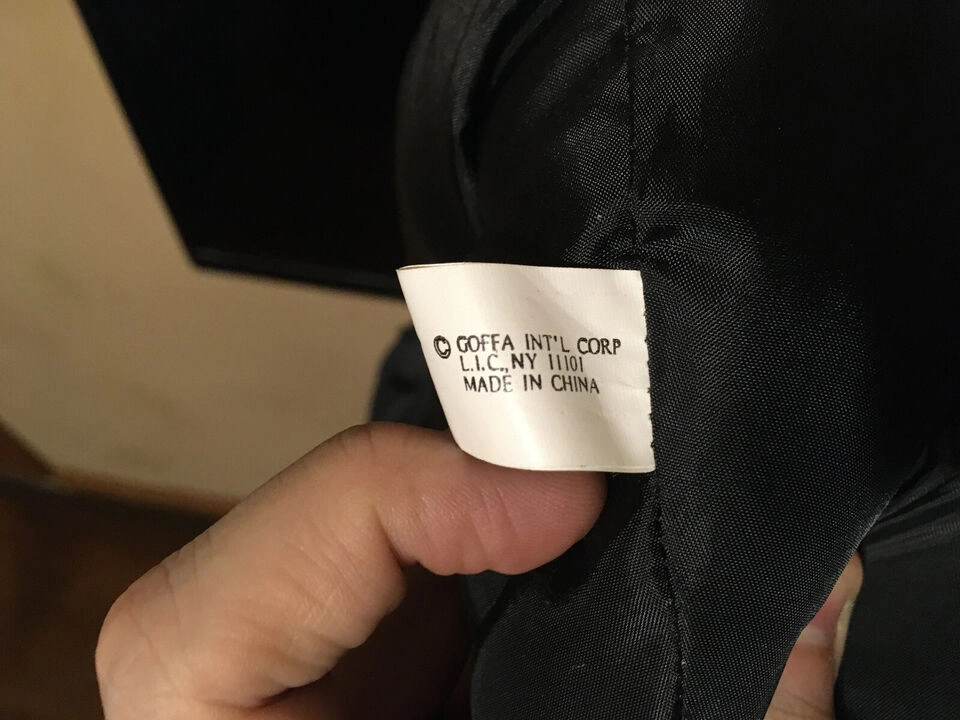 © GOFFA INT'L CORP
L.I.C., NY 11101
MADE IN CHINA